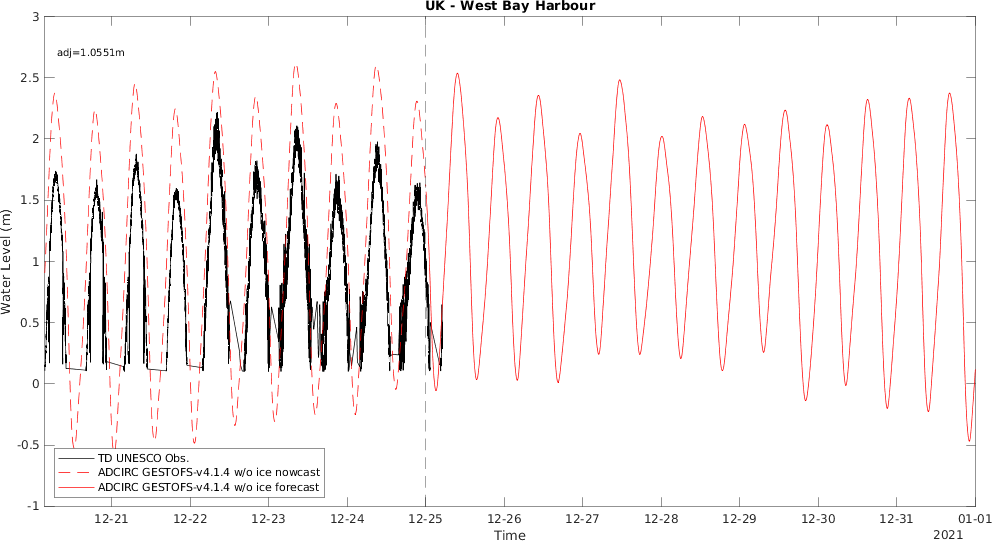 UK - West Bay Harbour
adj=1.0551m
Water Level (m)
3
2.5
2
1.5
1
0.5
0
-0.5
-1
TD UNESCO Obs.
ADCIRC GESTOFS-v4.1.4 w/o ice nowcast
ADCIRC GESTOFS-v4.1.4 w/o ice forecast
12-21 12-22 12-23 12-24 12-25 12-26 12-27 12-28 12-29 12-30 12-31 01-01
Time
2021